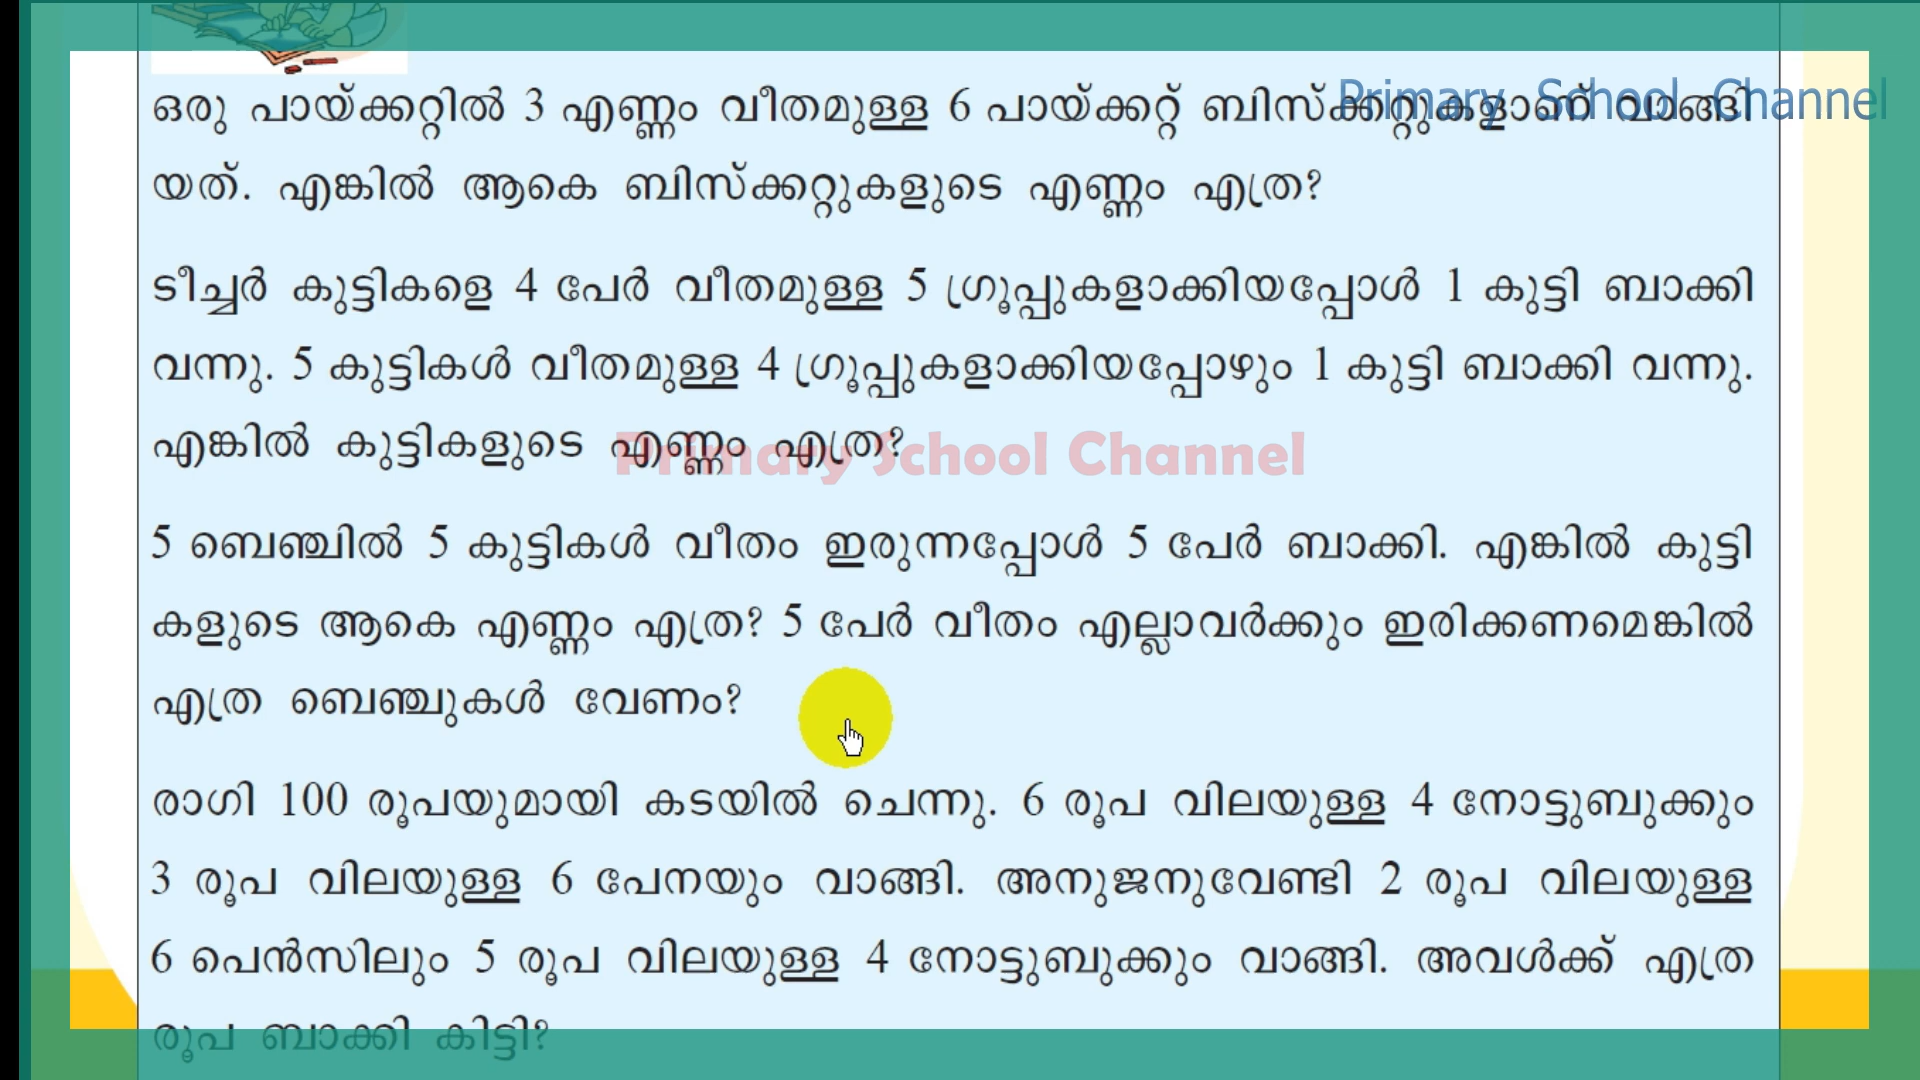 ഒരു പായ്ക്കറ്റിൽ 3 എണ്ണം വീതമുള്ള 6 പായ്ക്കറ്റ് ബിസ്ക്കറ്റുകളാണ് വാങ്ങി
Primary School Channel
യത്. എങ്കിൽ ആകെ ബിസ്ക്കറ്റുകളുടെ എണ്ണം എത്ര?
ടീച്ചർ കുട്ടികളെ 4 പേർ വീതമുള്ള 5 ഗ്രൂപ്പുകളാക്കിയപ്പോൾ 1 കുട്ടി ബാക്കി
വന്നു. 5 കുട്ടികൾ വീതമുള്ള 4 ഗ്രൂപ്പുകളാക്കിയപ്പോഴും 1 കുട്ടി ബാക്കി വന്നു.
എങ്കിൽ കുട്ടികളുടെ എണ്ണം എത്ര?
Primary School Channel
5 ബെഞ്ചിൽ 5 കുട്ടികൾ വീതം ഇരുന്നപ്പോൾ 5 പേർ ബാക്കി. എങ്കിൽ കുട്ടി
കളുടെ ആകെ എണ്ണം എത്ര? 5 പേർ വീതം എല്ലാവർക്കും ഇരിക്കണമെങ്കിൽ
എത്ര ബെഞ്ചുകൾ വേണം?
രാഗി 100 രൂപയുമായി കടയിൽ ചെന്നു. 6 രൂപ വിലയുള്ള 4 നോട്ടുബുക്കും
3 രൂപ വിലയുള്ള 6 പേനയും വാങ്ങി. അനുജനുവേണ്ടി 2 രൂപ വിലയുള്ള
6 പെൻസിലും 5 രൂപ വിലയുള്ള 4 നോട്ടുബുക്കും വാങ്ങി. അവൾക്ക് എത്ര
രൂപ ബാക്കി കിട്ടി?